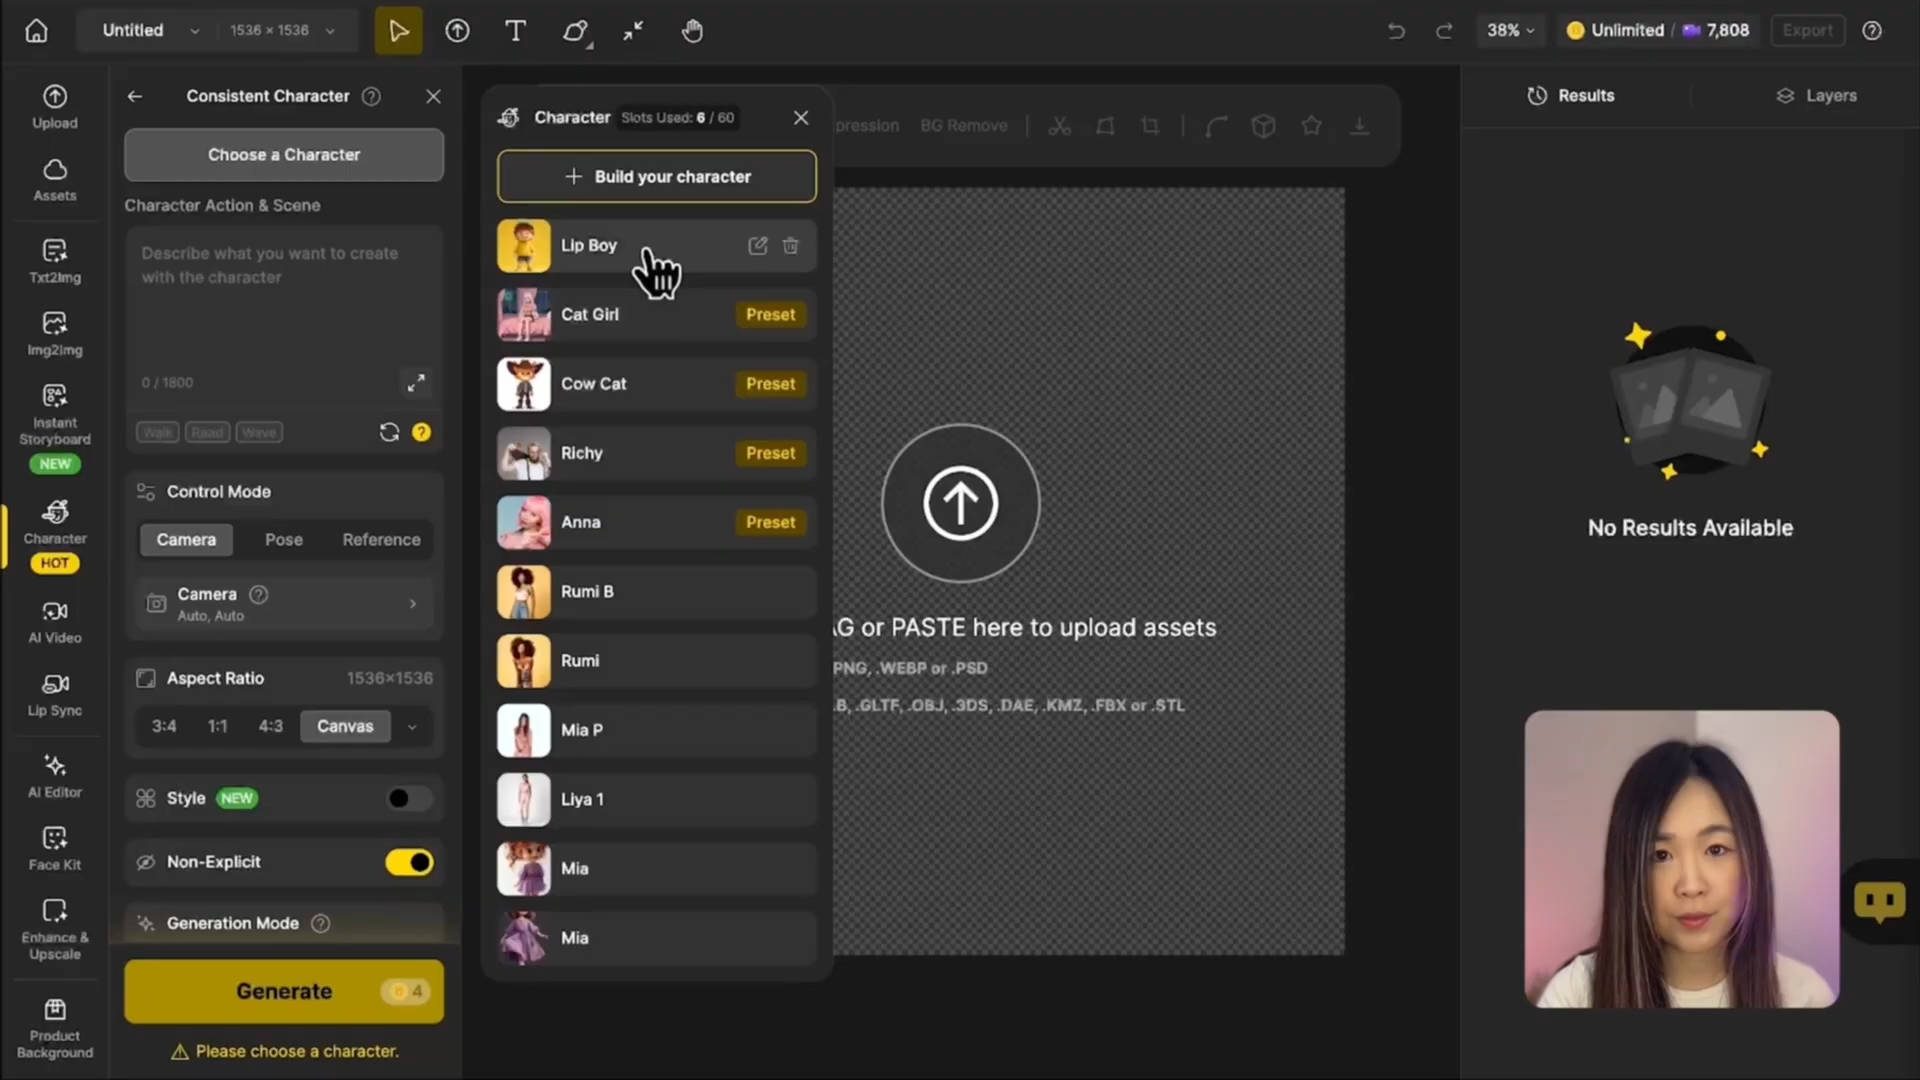 Untitled
1536 × 1536
38%
Unlimited / 7,808
Export
Upload
Assets
Txt2Img
Img2Img
Instant
Storyboard
NEW
Character
HOT
AI Video
Lip Sync
AI Editor
Face Kit
Enhance &
Upscale
Product
Background
Consistent Character
Choose a Character
Character Action & Scene
Describe what you want to create
with the character
0 / 1800
Walk Read Wave
Control Mode
Camera Pose Reference
Camera
Auto, Auto
Aspect Ratio 1536×1536
3:4 1:1 4:3 Canvas
Style NEW
Non-Explicit
Generation Mode
Generate 4
Please choose a character.
Character Slots Used: 6 / 60
+ Build your character
Lip Boy
Cat Girl Preset
Cow Cat Preset
Richy Preset
Anna Preset
Rumi B
Rumi
Mia P
Liya 1
Mia
Mia
pression BG Remove
AG or PASTE here to upload assets
PNG, .WEBP or .PSD
.B, .GLTF, .OBJ, .3DS, .DAE, .KMZ, .FBX or .STL
Results
Layers
No Results Available